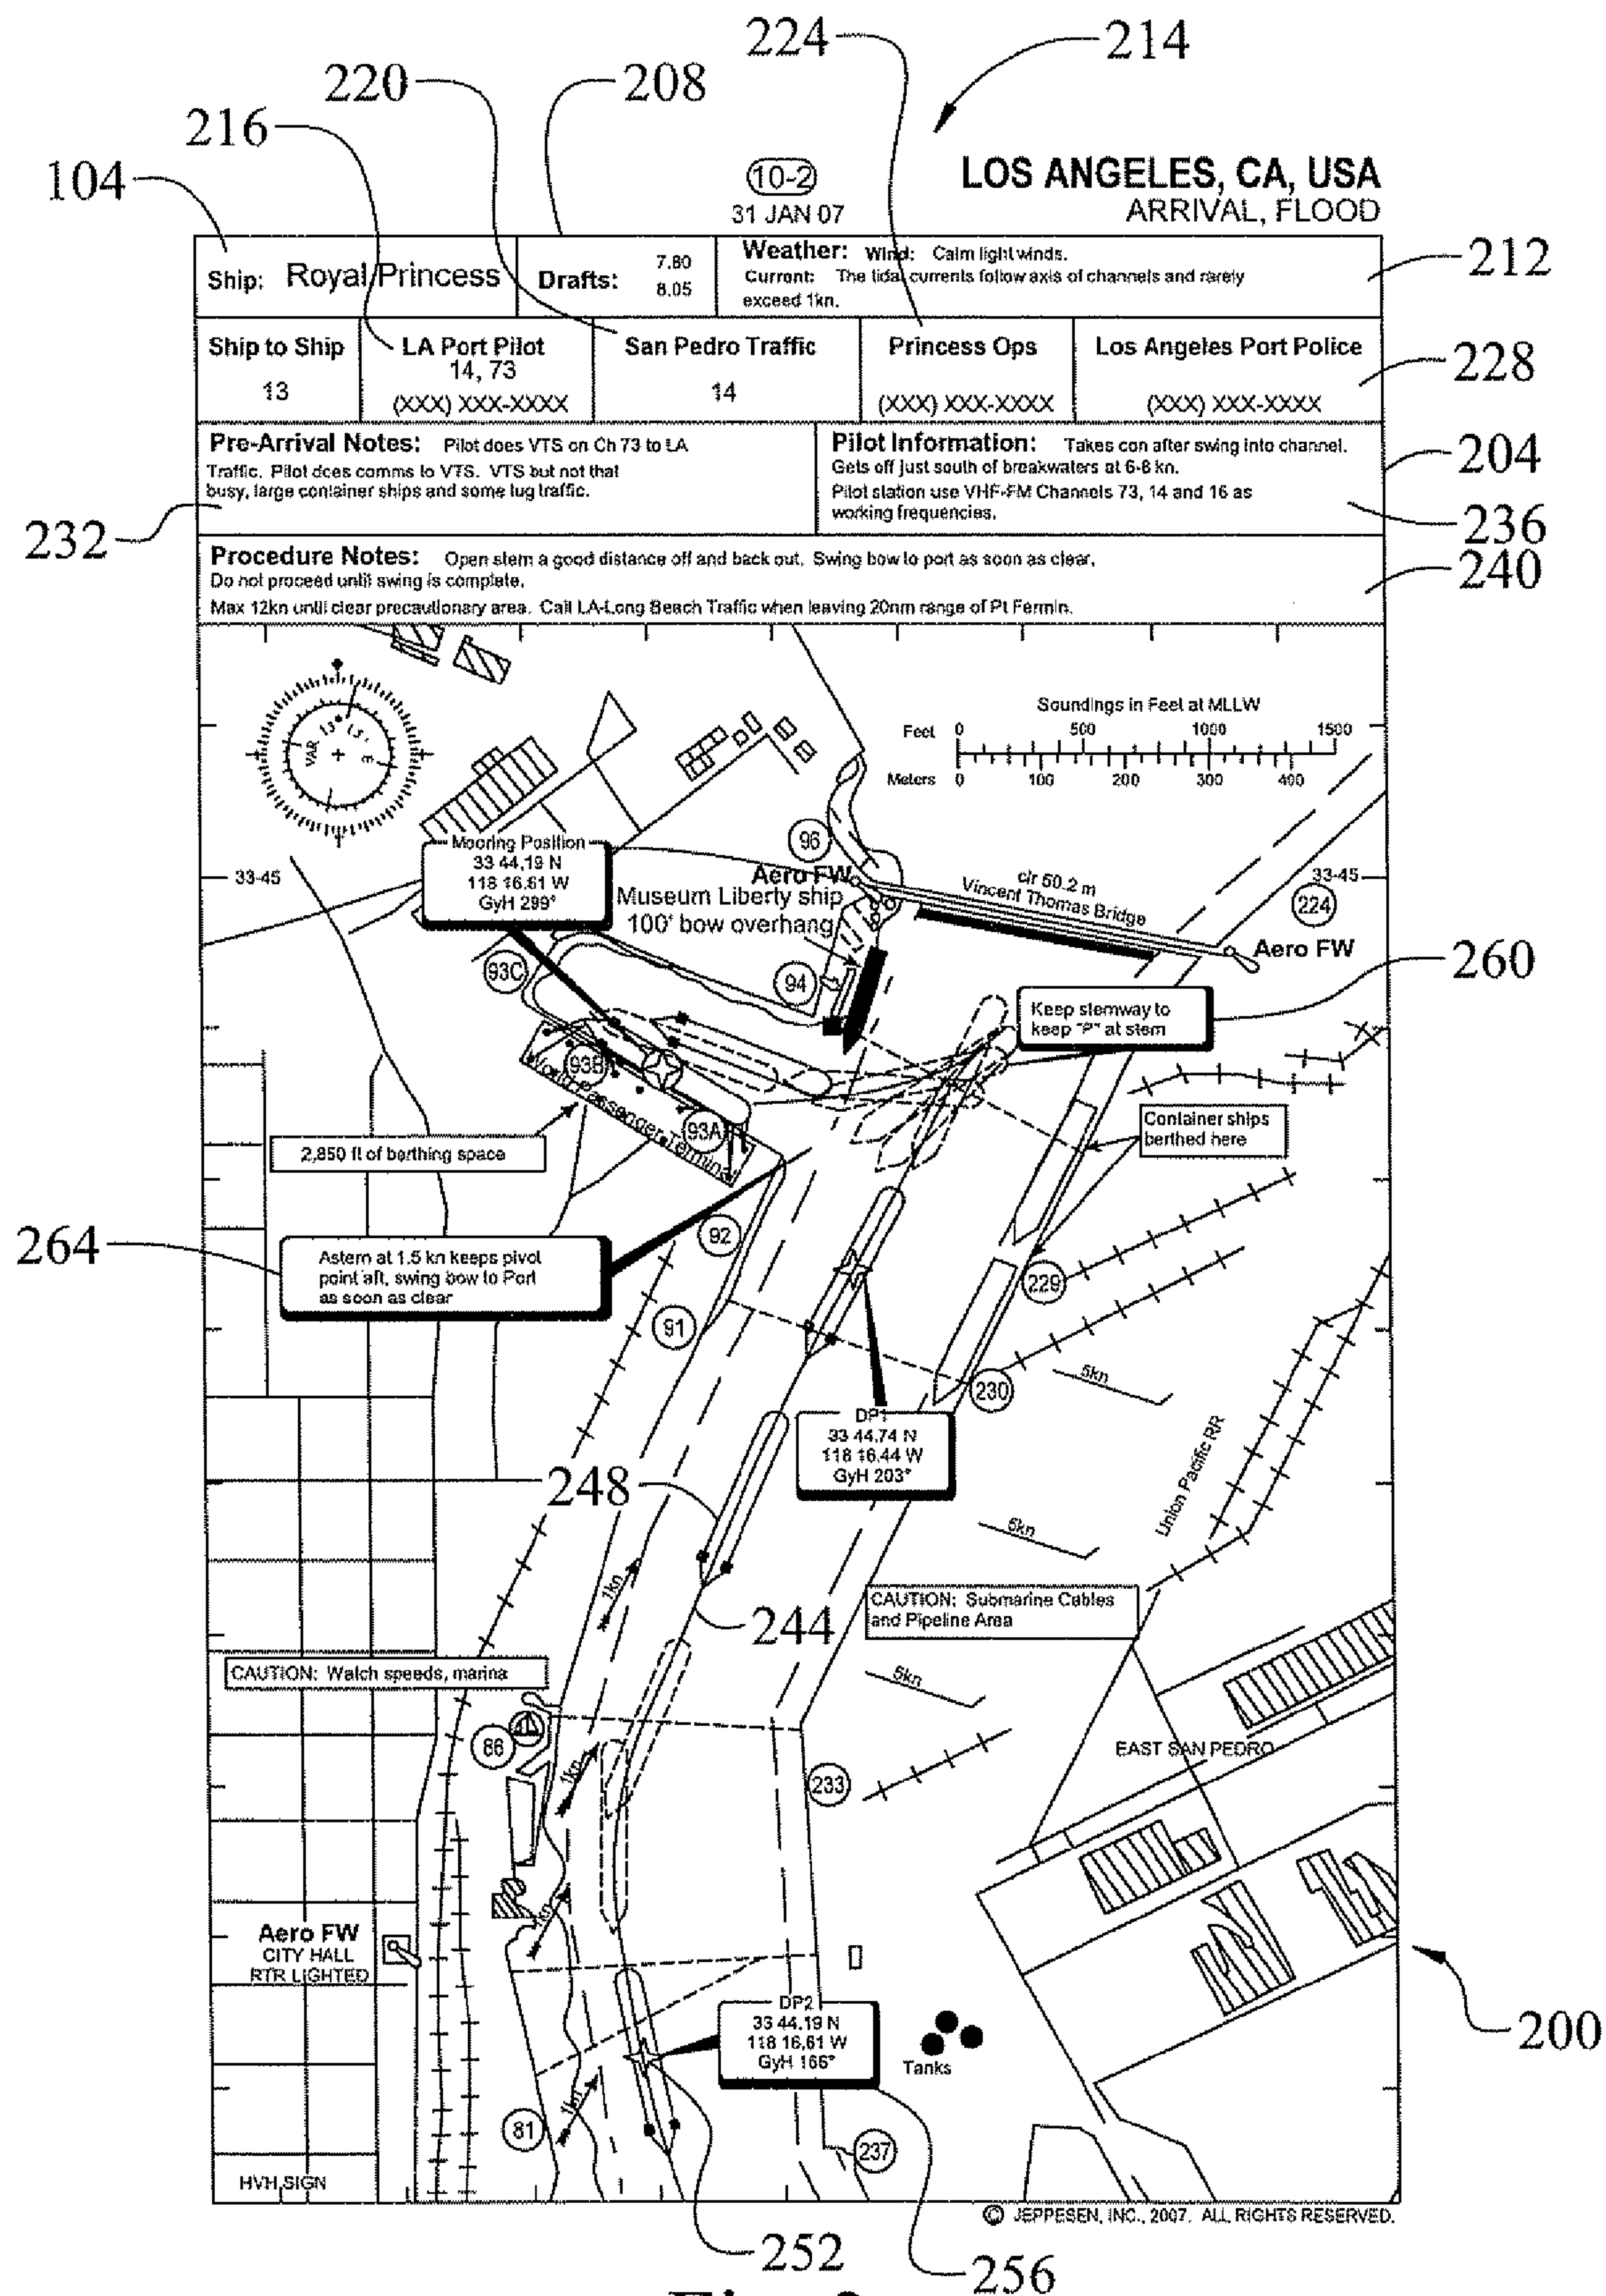 224
214
220
208
216
104
10-2
31 JAN 07
LOS ANGELES, CA, USA
ARRIVAL, FLOOD
Ship: Royal Princess
Drafts: 7.80
8.05
Weather: Wind: Calm light winds.
Current: The tidal currents follow axis of channels and rarely
exceed 1kn.
212
Ship to Ship
13
LA Port Pilot
14, 73
(XXX) XXX-XXXX
San Pedro Traffic
14
Princess Ops
(XXX) XXX-XXXX
Los Angeles Port Police
(XXX) XXX-XXXX
228
Pre-Arrival Notes: Pilot does VTS on Ch 73 to LA
Traffic. Pilot does comms to VTS. VTS but not that
busy, large container ships and some tug traffic.
232
Pilot Information: Takes con after swing into channel.
Gets off just south of breakwaters at 6-8 kn.
Pilot station use VHF-FM Channels 73, 14 and 16 as
working frequencies.
204
236
Procedure Notes: Open stem a good distance off and back out. Swing bow to port as soon as clear.
Do not proceed until swing is complete.
Max 12kn until clear precautionary area. Call LA-Long Beach Traffic when leaving 20nm range of Pt Fermin.
240
Soundings in Feet at MLLW
Feet 0 500 1000 1500
Meters 0 100 200 300 400
VAR 13° 15' E
Mooring Position
33 44.19 N
118 16.61 W
GyH 299°
33-45
96
Aero FW
clr 50.2 m
Vincent Thomas Bridge
33-45
224
Museum Liberty ship
100' bow overhang
Aero FW
93C
94
260
Keep sternway to
keep "P" at stem
93B
World Passenger Terminal
93A
Container ships
berthed here
2,850 ft of berthing space
264
Astern at 1.5 kn keeps pivot
point aft, swing bow to Port
as soon as clear
92
229
91
230
5kn
DP1
33 44.74 N
118 16.44 W
GyH 203°
Union Pacific RR
248
5kn
1kn
244
CAUTION: Submarine Cables
and Pipeline Area
CAUTION: Watch speeds, marina
5kn
86
EAST SAN PEDRO
1kn
233
1kn
Aero FW
CITY HALL
RTR LIGHTED
200
DP2
33 44.19 N
118 16.61 W
GyH 166°
Tanks
1kn
81
237
HVH SIGN
© JEPPESEN, INC., 2007. ALL RIGHTS RESERVED.
252
256